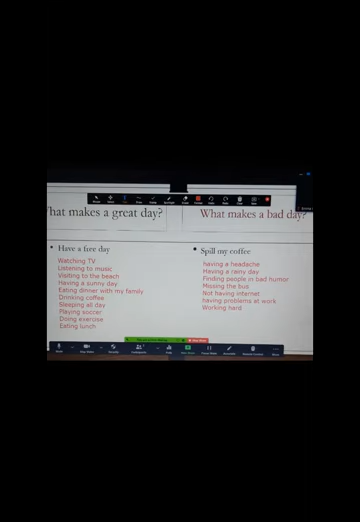 What makes a great day?
Have a free day
Watching TV
Listening to music
Visiting to the beach
Having a sunny day
Eating dinner with my family
Drinking coffee
Sleeping all day
Playing soccer
Doing exercise
Eating lunch
What makes a bad day?
Spill my coffee
having a headache
Having a rainy day
Finding people in bad humor
Missing the bus
Not having internet
having problems at work
Working hard